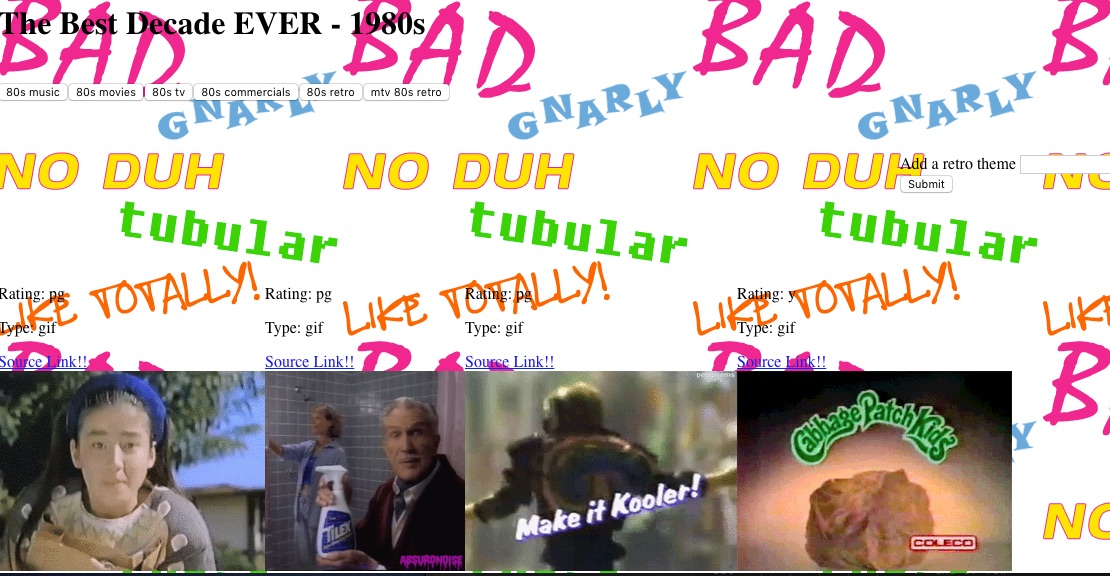 The Best Decade EVER - 1980s
BAD BAD BAD B
80s music 80s movies 80s tv 80s commercials 80s retro mtv 80s retro
GNARLY GNARLY GNARLY
NO DUH NO DUH NO DUH NO
Add a retro theme
Submit
tubular tubular tubular
LIKE TOTALLY! LIKE TOTALLY! LIKE TOTALLY! LIKE
Rating: pg Rating: pg Rating: pg Rating: y
Type: gif Type: gif Type: gif Type: gif
Source Link!! Source Link!! Source Link!! Source Link!!
Cabbage Patch Kids
Make it Kooler!
TILEX
NO
COLECO
ABSURDNOISE